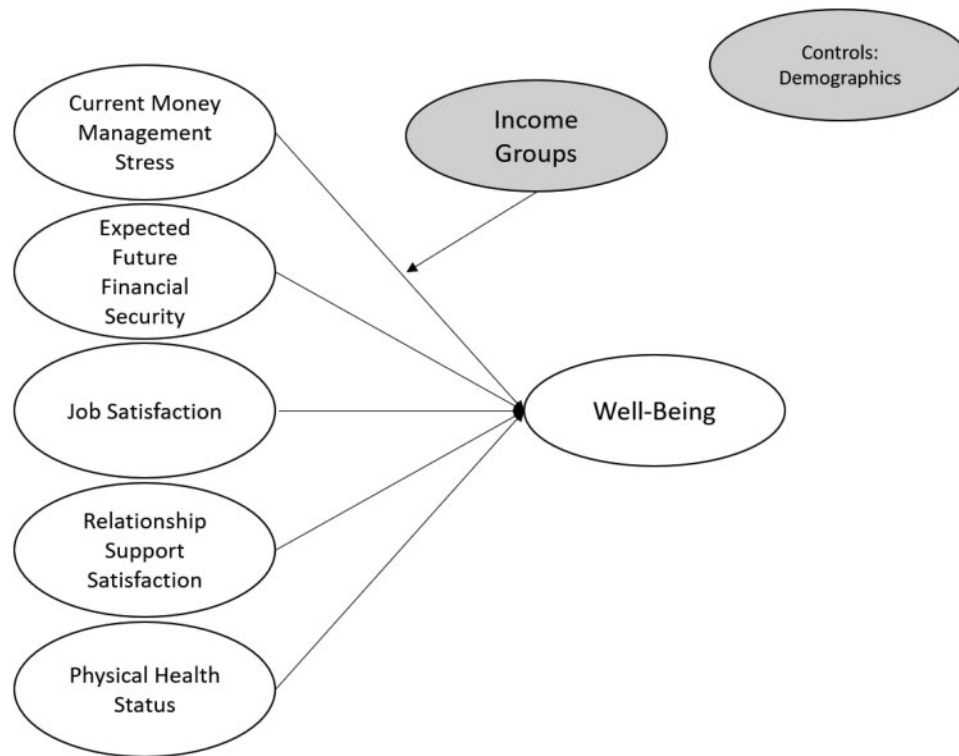 Current Money
Management
Stress
Expected
Future
Financial
Security
Job Satisfaction
Relationship
Support
Satisfaction
Physical Health
Status
Income
Groups
Controls:
Demographics
Well-Being